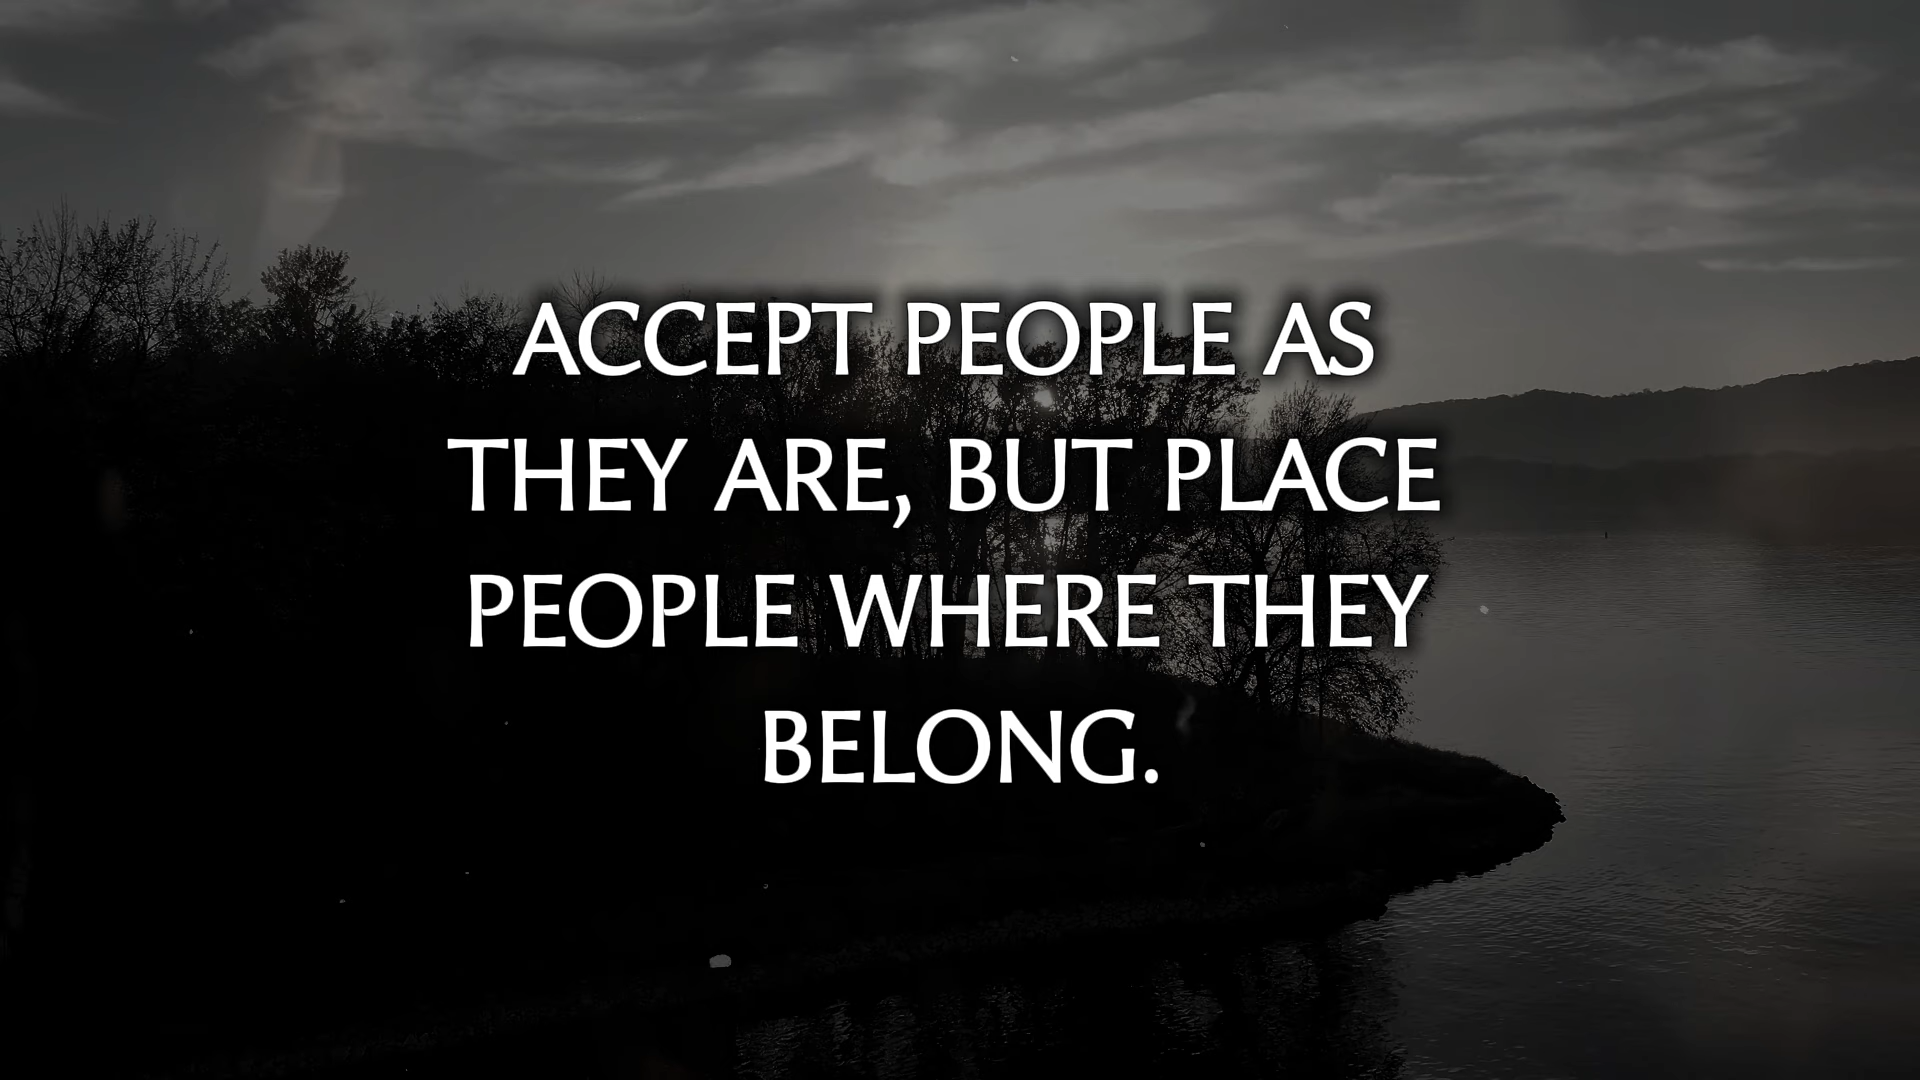 ACCEPT PEOPLE AS
THEY ARE, BUT PLACE
PEOPLE WHERE THEY
BELONG.